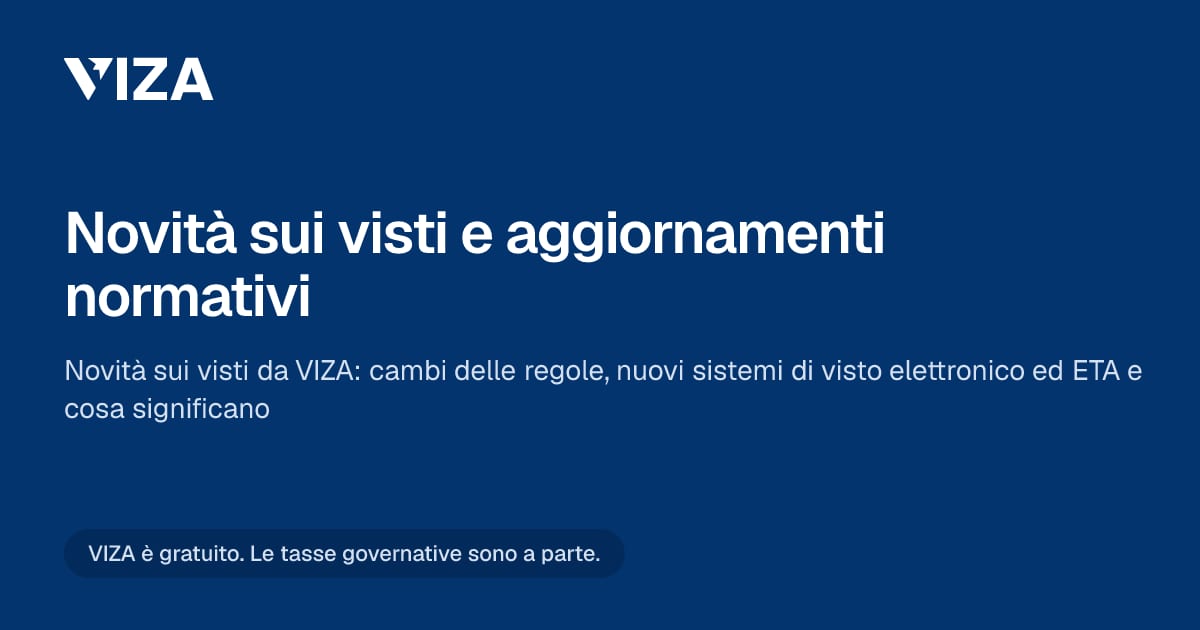 VIZA
Novità sui visti e aggiornamenti
normativi
Novità sui visti da VIZA: cambi delle regole, nuovi sistemi di visto elettronico ed ETA e
cosa significano
VIZA è gratuito. Le tasse governative sono a parte.